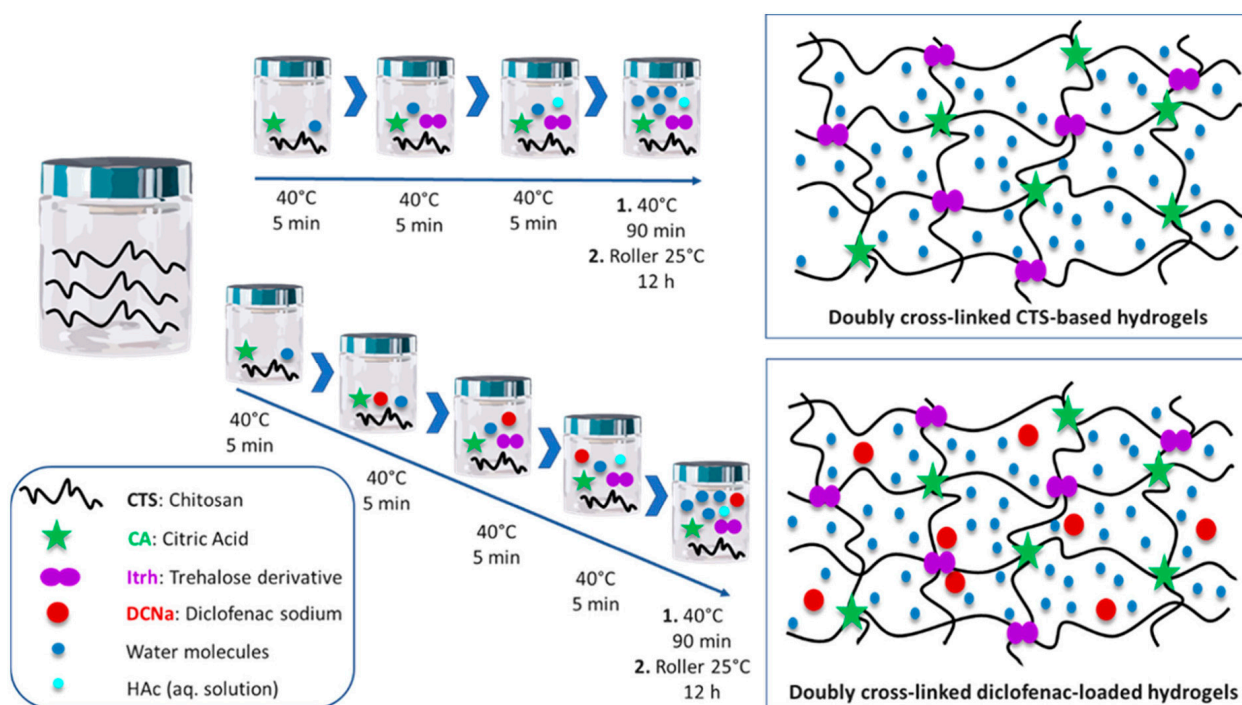 40°C
5 min
40°C
5 min
40°C
5 min
1. 40°C
90 min
2. Roller 25°C
12 h
Doubly cross-linked CTS-based hydrogels
40°C
5 min
40°C
5 min
40°C
5 min
40°C
5 min
1. 40°C
90 min
2. Roller 25°C
12 h
CTS: Chitosan
CA: Citric Acid
Itrh: Trehalose derivative
DCNa: Diclofenac sodium
Water molecules
HAc (aq. solution)
Doubly cross-linked diclofenac-loaded hydrogels